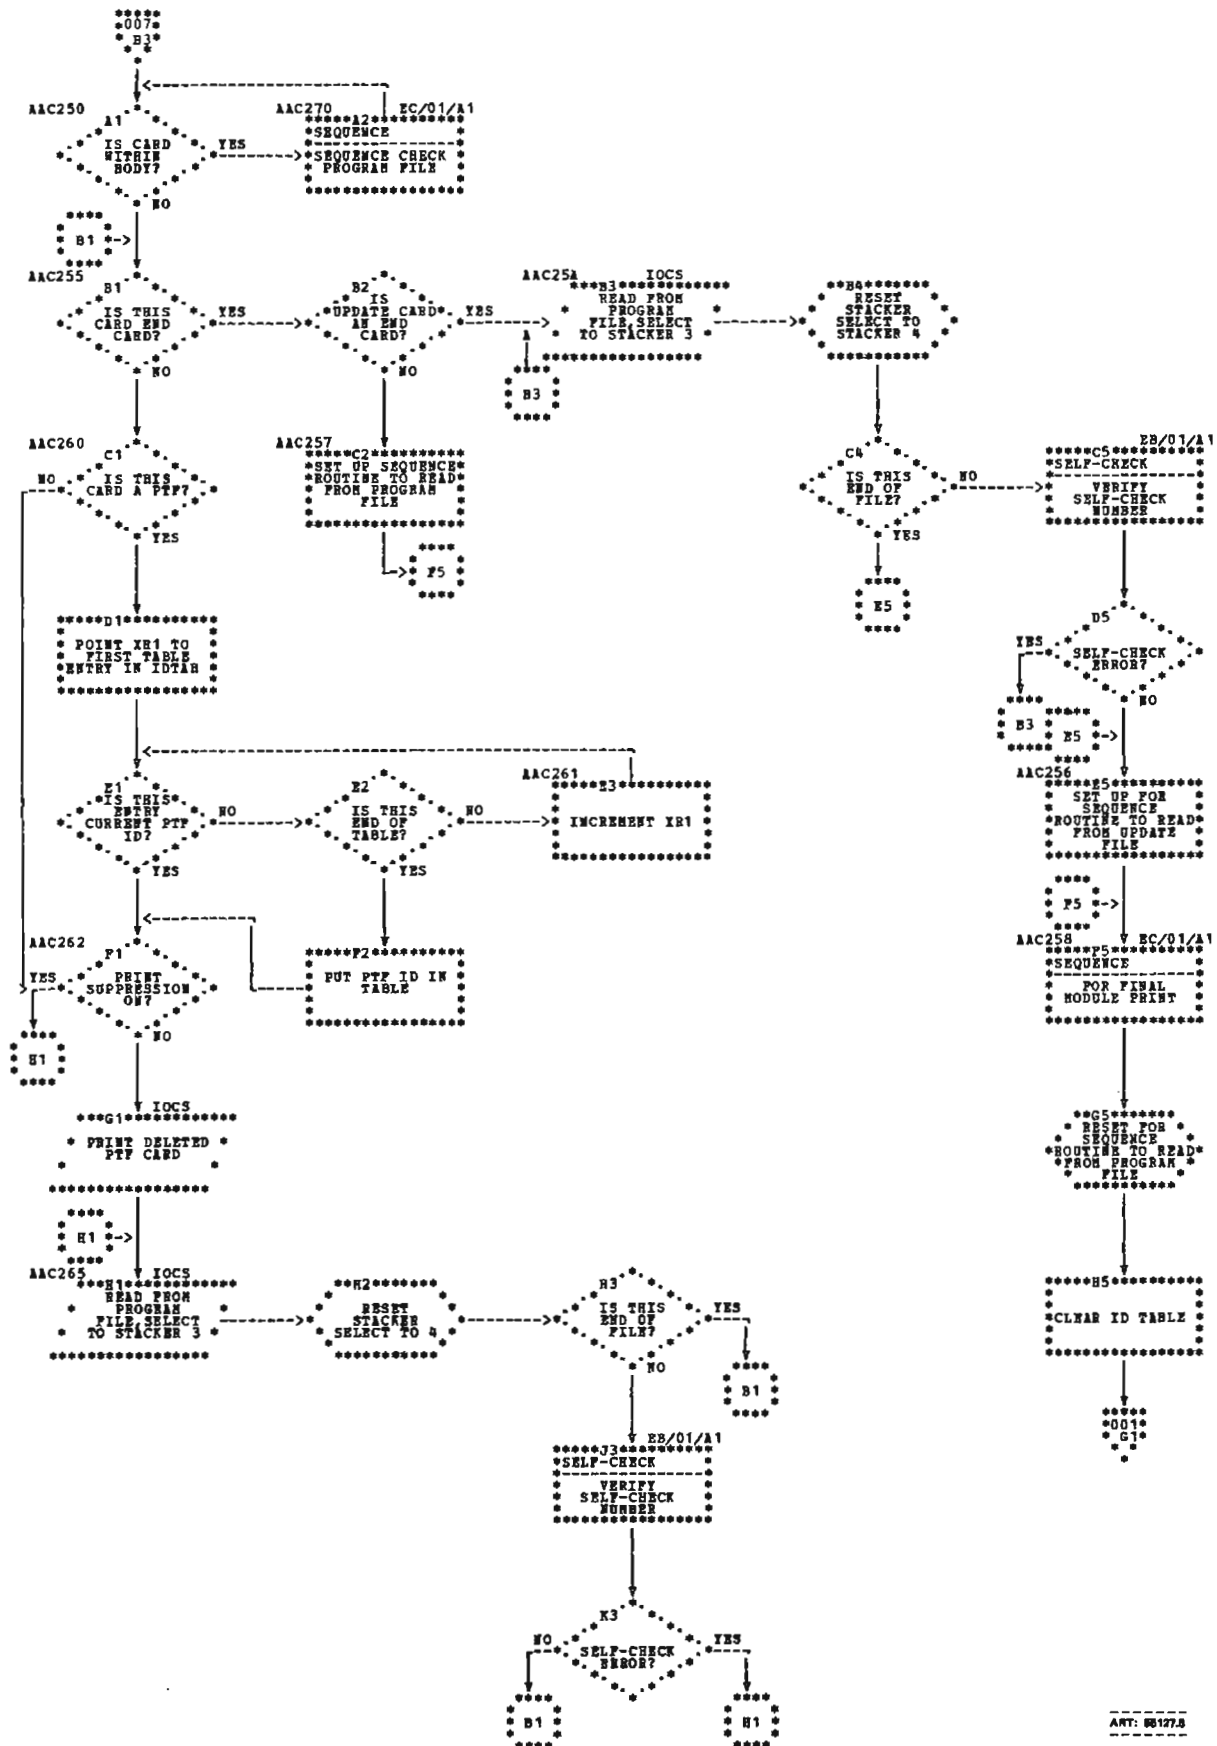 007
B3
AAC250
A1
IS CARD
WITHIN
BODY?
YES
NO
AAC270
EC/01/A1
A2
SEQUENCE
SEQUENCE CHECK
PROGRAM FILE
B1
AAC255
B1
IS THIS
CARD END
CARD?
YES
NO
B2
IS
UPDATE CARD
AN END
CARD?
YES
NO
AAC25A
IOCS
B3
READ FROM
PROGRAM
FILE, SELECT
TO STACKER 3
A
B3
B4
RESET
STACKER
SELECT TO
STACKER 4
AAC260
C1
IS THIS
CARD A PTF?
NO
YES
AAC257
C2
SET UP SEQUENCE
ROUTINE TO READ
FROM PROGRAM
FILE
F5
C4
IS THIS
END OF
FILE?
NO
YES
E5
EB/01/A1
C5
SELF-CHECK
VERIFY
SELF-CHECK
NUMBER
D1
POINT XR1 TO
FIRST TABLE
ENTRY IN IDTAB
D5
SELF-CHECK
ERROR?
YES
NO
B3
E5
E1
IS THIS
ENTRY
CURRENT PTF
ID?
NO
YES
E2
IS THIS
END OF
TABLE?
NO
YES
AAC261
E3
INCREMENT XR1
AAC256
E5
SET UP FOR
SEQUENCE
ROUTINE TO READ
FROM UPDATE
FILE
F5
AAC262
F1
PRINT
SUPPRESSION
ON?
YES
NO
H1
F2
PUT PTF ID IN
TABLE
AAC258
EC/01/A1
F5
SEQUENCE
FOR FINAL
MODULE PRINT
IOCS
G1
PRINT DELETED
PTF CARD
G5
RESET FOR
SEQUENCE
ROUTINE TO READ
FROM PROGRAM
FILE
H1
AAC265
IOCS
H1
READ FROM
PROGRAM
FILE, SELECT
TO STACKER 3
H2
RESET
STACKER
SELECT TO 4
H3
IS THIS
END OF
FILE?
YES
NO
B1
H5
CLEAR ID TABLE
001
G1
EB/01/A1
J3
SELF-CHECK
VERIFY
SELF-CHECK
NUMBER
K3
SELF-CHECK
ERROR?
NO
YES
B1
H1